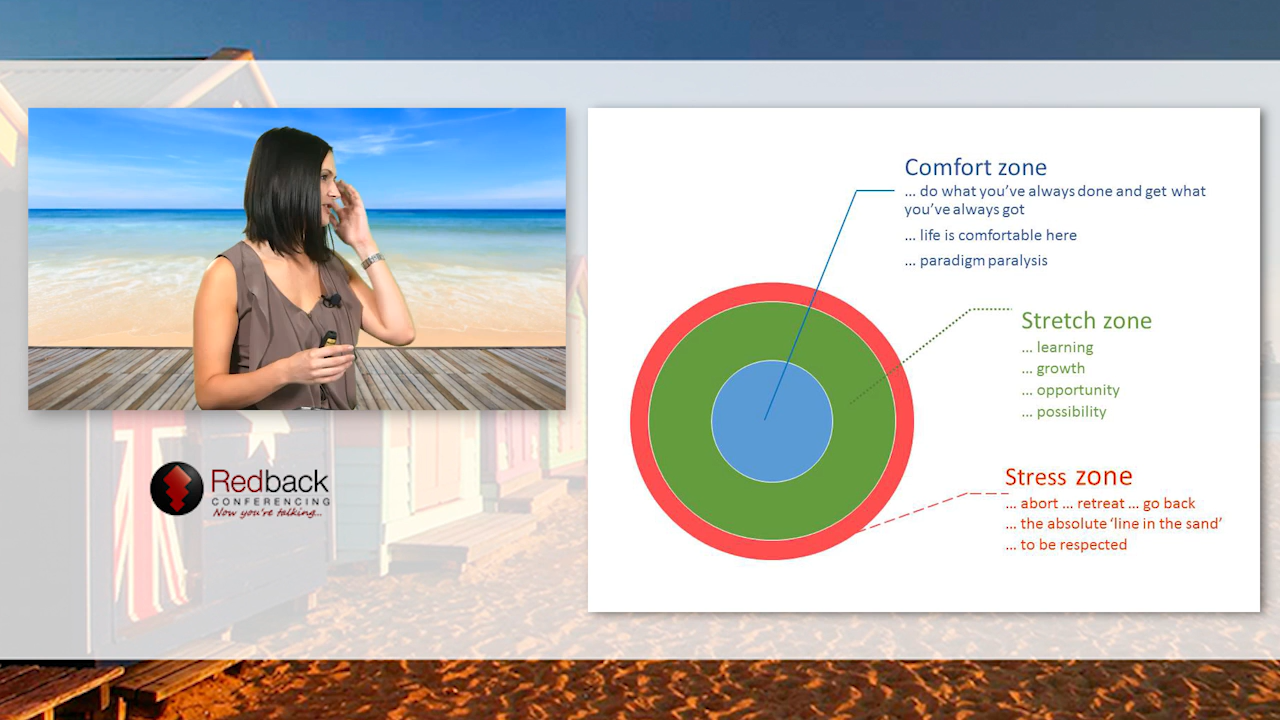 Comfort zone
... do what you've always done and get what
you've always got
... life is comfortable here
... paradigm paralysis
Stretch zone
... learning
... growth
... opportunity
... possibility
Stress zone
... abort ... retreat ... go back
... the absolute 'line in the sand'
... to be respected
Redback
CONFERENCING
Now you're talking...